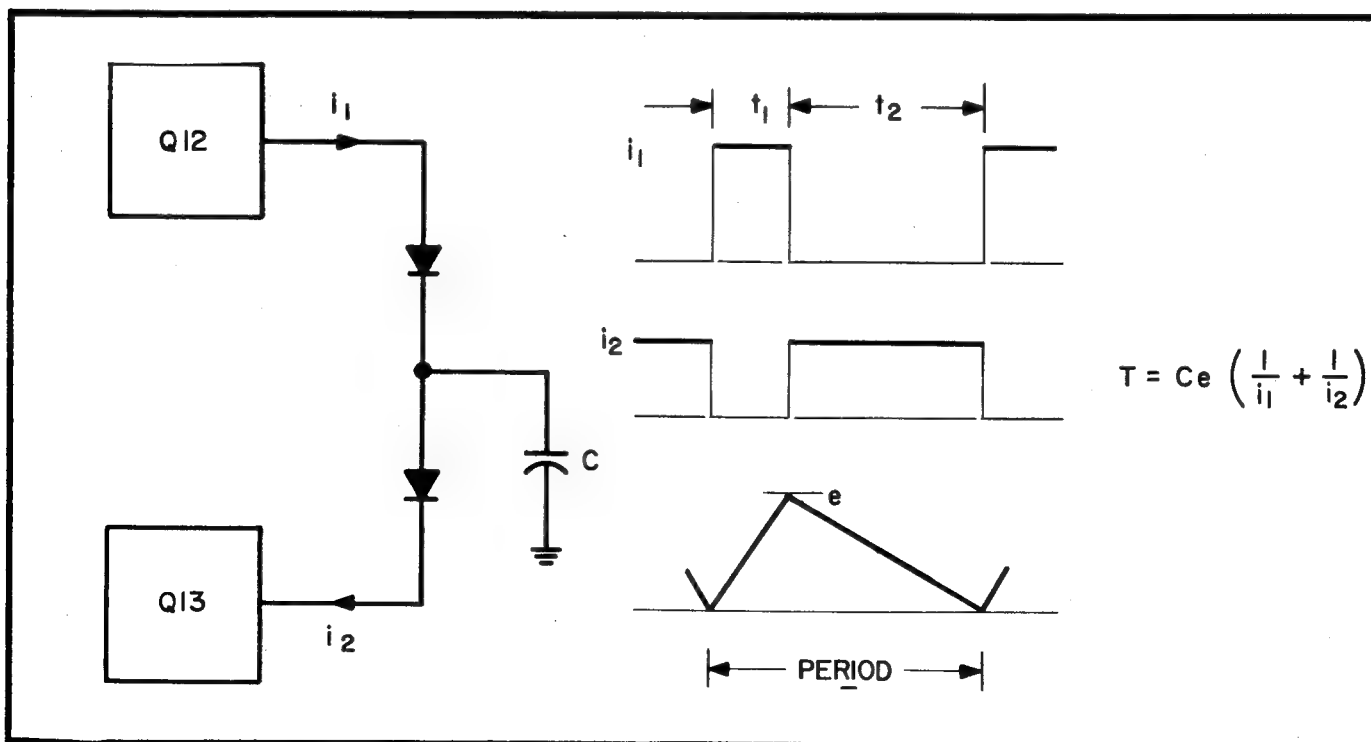 Q12
i1
t1
t2
i1
i2
T = Ce (1/i1 + 1/i2)
C
e
Q13
i2
PERIOD